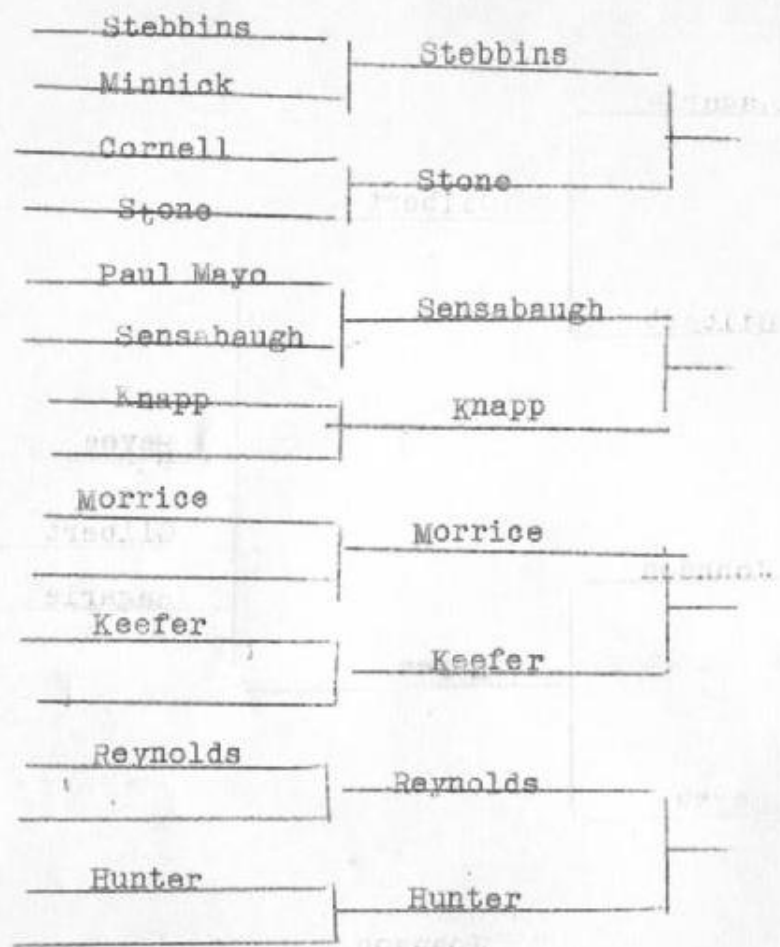 Stebbins
Stebbins
Minnick
Cornell
Stone
Stone
Paul Mayo
Sensabaugh
Sensabaugh
Knapp
Knapp
Morrice
Morrice
Keefer
Keefer
Reynolds
Reynolds
Hunter
Hunter